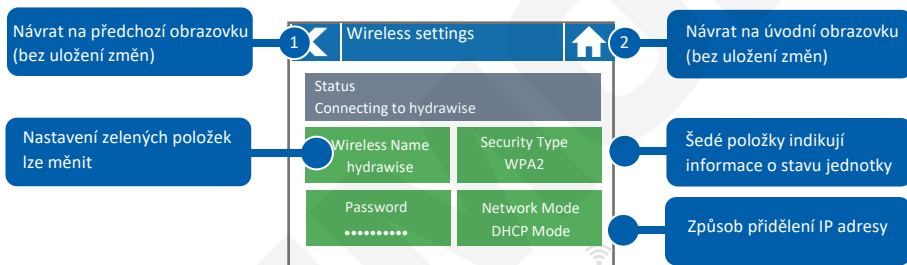 Návrat na předchozí obrazovku
(bez uložení změn)
1
Wireless settings
2
Návrat na úvodní obrazovku
(bez uložení změn)
Status
Connecting to hydrawise
Nastavení zelených položek
lze měnit
Wireless Name
hydrawise
Security Type
WPA2
Šedé položky indikují
informace o stavu jednotky
Password
••••••••••
Network Mode
DHCP Mode
Způsob přidělení IP adresy